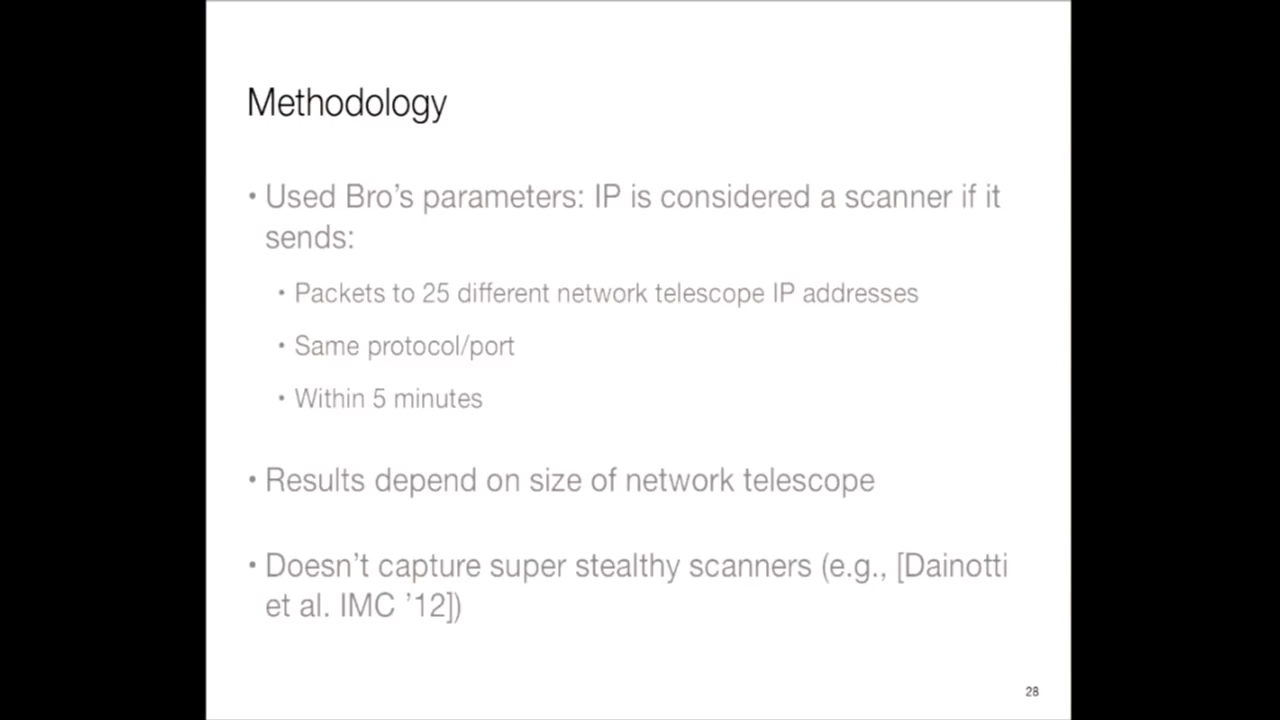 Methodology
• Used Bro's parameters: IP is considered a scanner if it
sends:
• Packets to 25 different network telescope IP addresses
• Same protocol/port
• Within 5 minutes
• Results depend on size of network telescope
• Doesn't capture super stealthy scanners (e.g., [Dainotti
et al. IMC ’12])
28